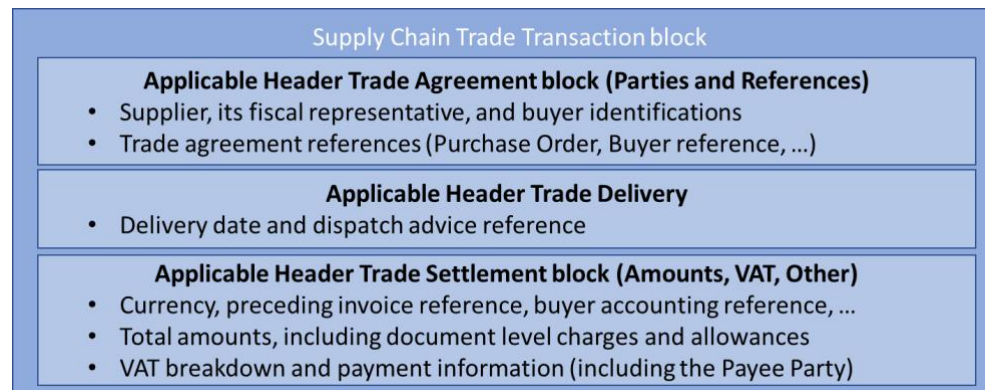 Supply Chain Trade Transaction block
Applicable Header Trade Agreement block (Parties and References)
• Supplier, its fiscal representative, and buyer identifications
• Trade agreement references (Purchase Order, Buyer reference, …)
Applicable Header Trade Delivery
• Delivery date and dispatch advice reference
Applicable Header Trade Settlement block (Amounts, VAT, Other)
• Currency, preceding invoice reference, buyer accounting reference, …
• Total amounts, including document level charges and allowances
• VAT breakdown and payment information (including the Payee Party)